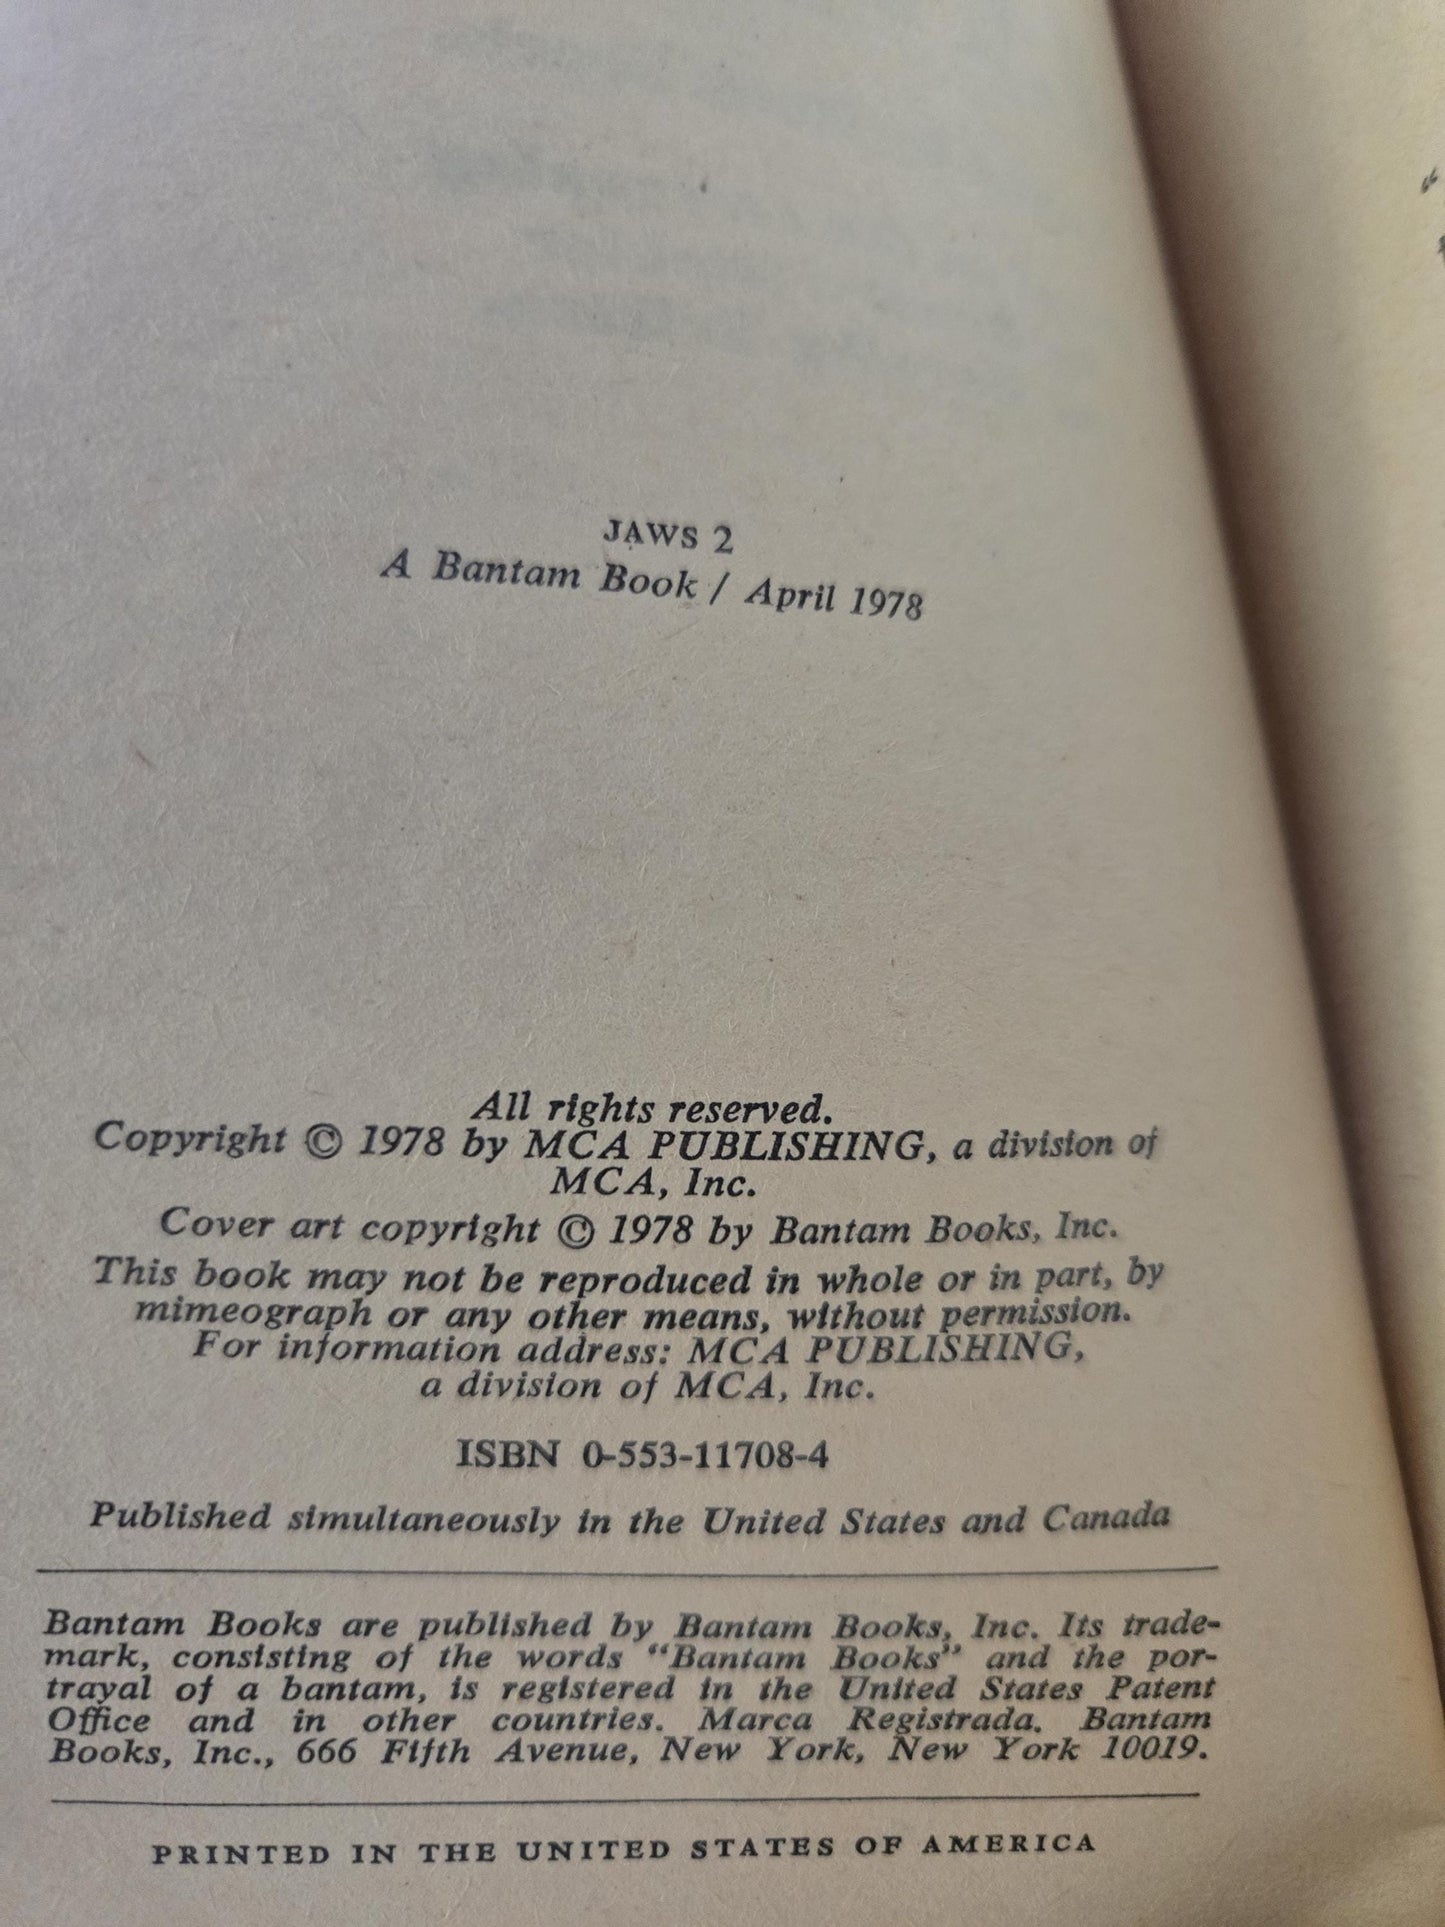 JAWS 2
A Bantam Book / April 1978
All rights reserved.
Copyright © 1978 by MCA PUBLISHING, a division of
MCA, Inc.
Cover art copyright © 1978 by Bantam Books, Inc.
This book may not be reproduced in whole or in part, by
mimeograph or any other means, without permission.
For information address: MCA PUBLISHING,
a division of MCA, Inc.
ISBN 0-553-11708-4
Published simultaneously in the United States and Canada
Bantam Books are published by Bantam Books, Inc. Its trade-
mark, consisting of the words "Bantam Books" and the por-
trayal of a bantam, is registered in the United States Patent
Office and in other countries. Marca Registrada. Bantam
Books, Inc., 666 Fifth Avenue, New York, New York 10019.
PRINTED IN THE UNITED STATES OF AMERICA